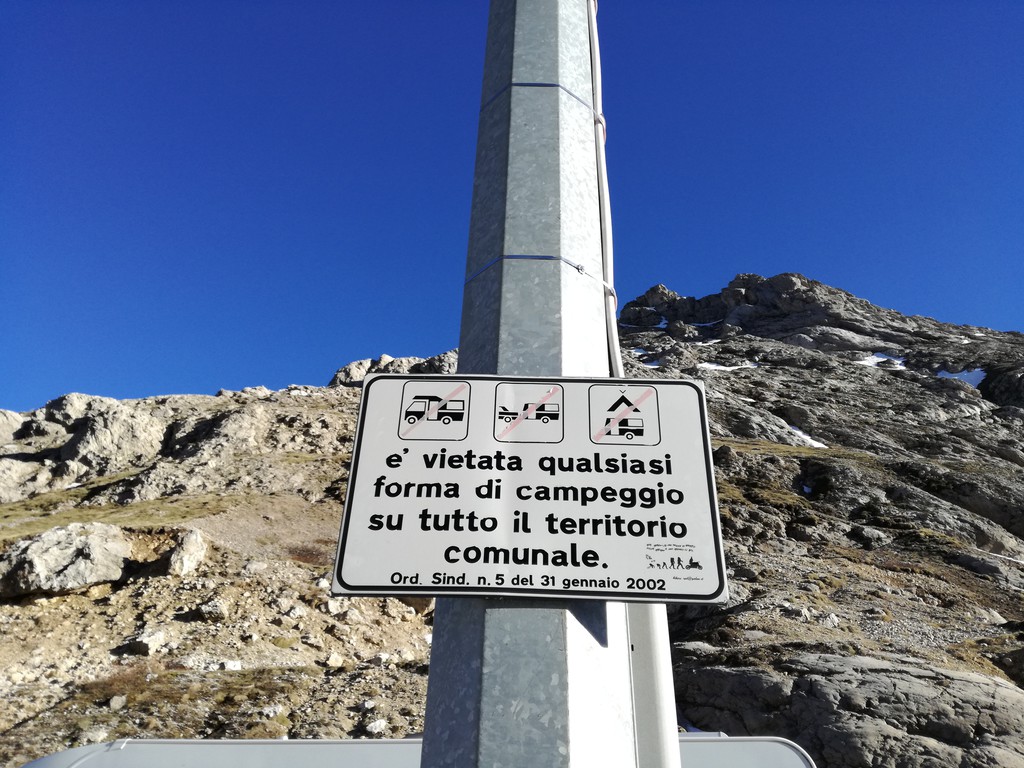 e' vietata qualsiasi
forma di campeggio
su tutto il territorio
comunale.
Ord. Sind. n. 5 del 31 gennaio 2002